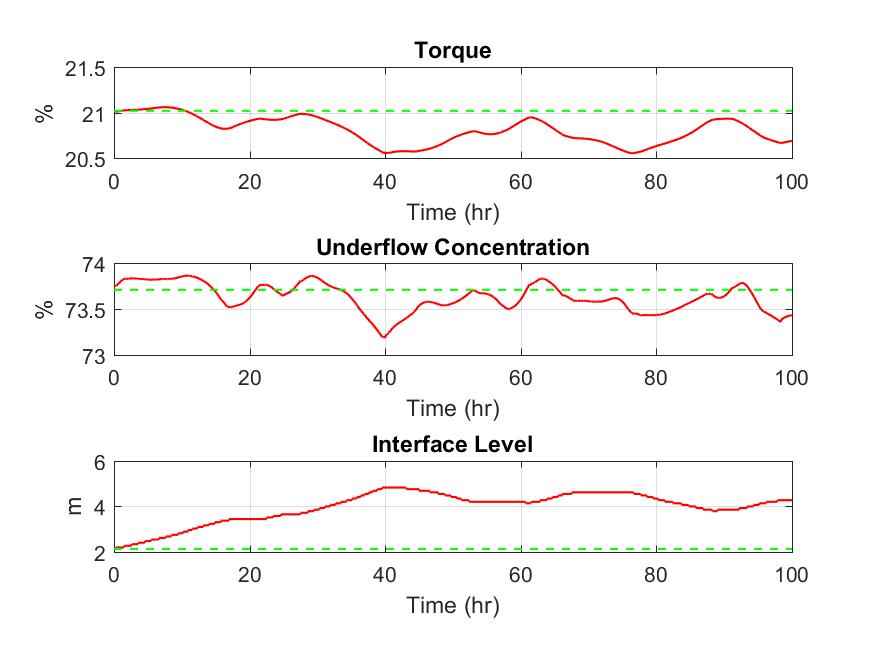 Torque
21.5
21
20.5
%
0 20 40 60 80 100
Time (hr)
Underflow Concentration
74
73.5
73
%
0 20 40 60 80 100
Time (hr)
Interface Level
6
4
2
m
0 20 40 60 80 100
Time (hr)